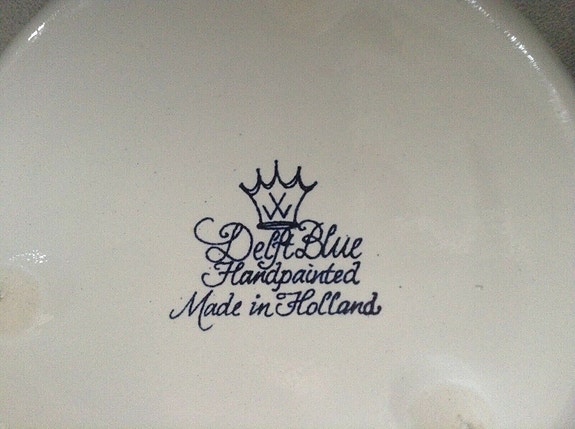 W
Delft Blue
Handpainted
Made in Holland